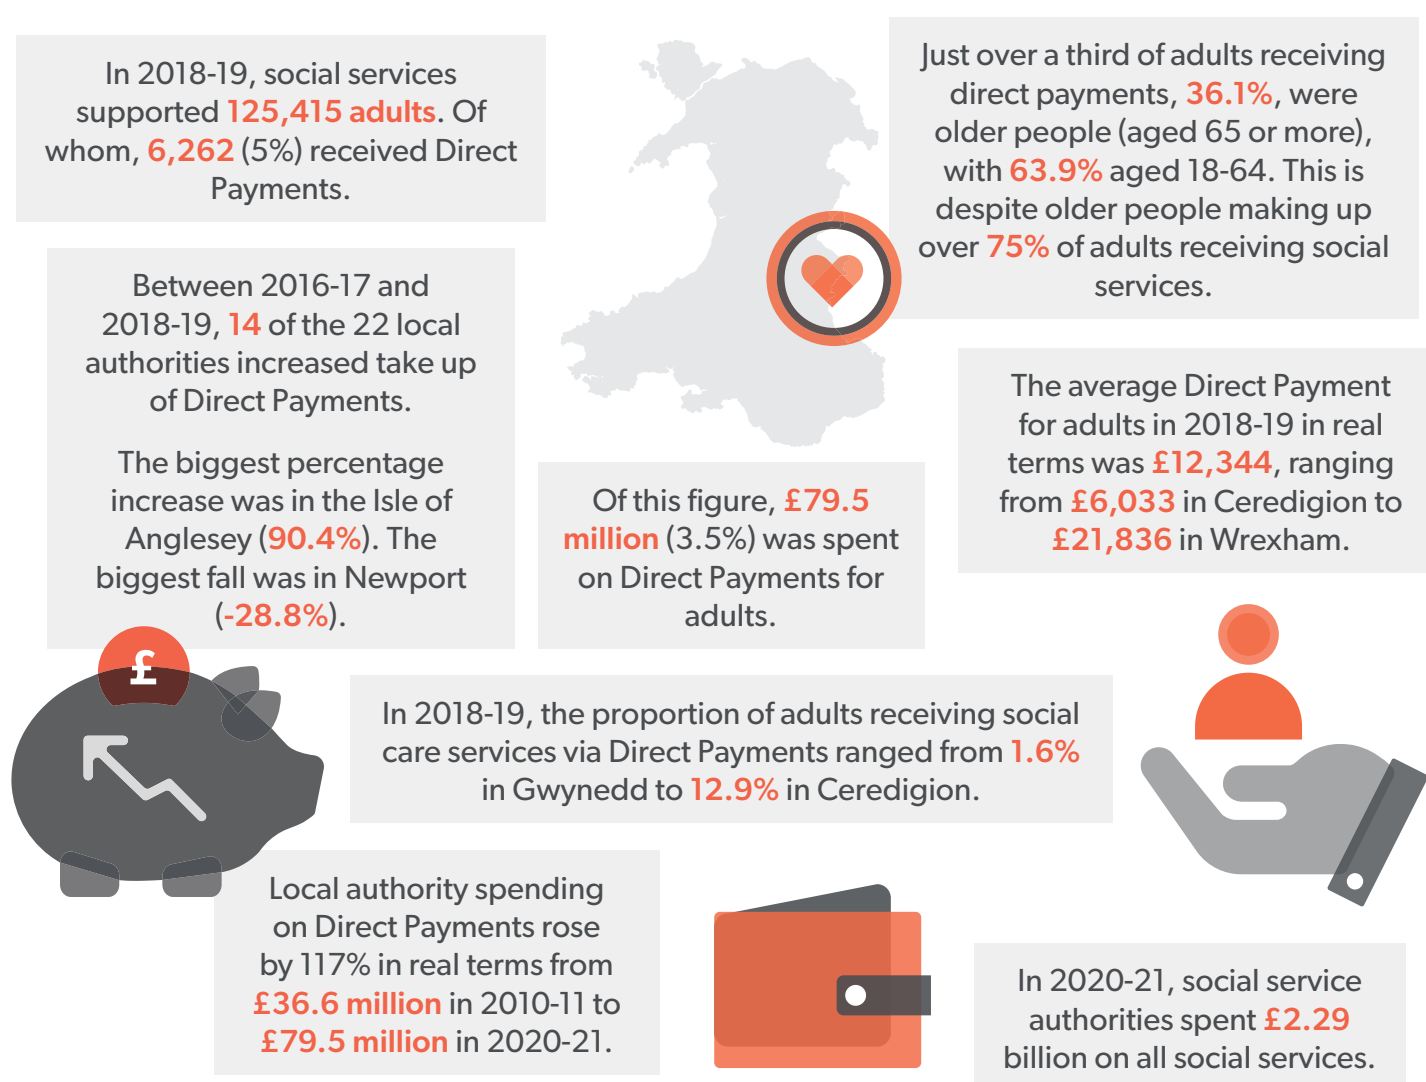 In 2018-19, social services
supported 125,415 adults. Of
whom, 6,262 (5%) received Direct
Payments.
Just over a third of adults receiving
direct payments, 36.1%, were
older people (aged 65 or more),
with 63.9% aged 18-64. This is
despite older people making up
over 75% of adults receiving social
services.
Between 2016-17 and
2018-19, 14 of the 22 local
authorities increased take up
of Direct Payments.
The biggest percentage
increase was in the Isle of
Anglesey (90.4%). The
biggest fall was in Newport
(-28.8%).
The average Direct Payment
for adults in 2018-19 in real
terms was £12,344, ranging
from £6,033 in Ceredigion to
£21,836 in Wrexham.
Of this figure, £79.5
million (3.5%) was spent
on Direct Payments for
adults.
£
In 2018-19, the proportion of adults receiving social
care services via Direct Payments ranged from 1.6%
in Gwynedd to 12.9% in Ceredigion.
Local authority spending
on Direct Payments rose
by 117% in real terms from
£36.6 million in 2010-11 to
£79.5 million in 2020-21.
In 2020-21, social service
authorities spent £2.29
billion on all social services.